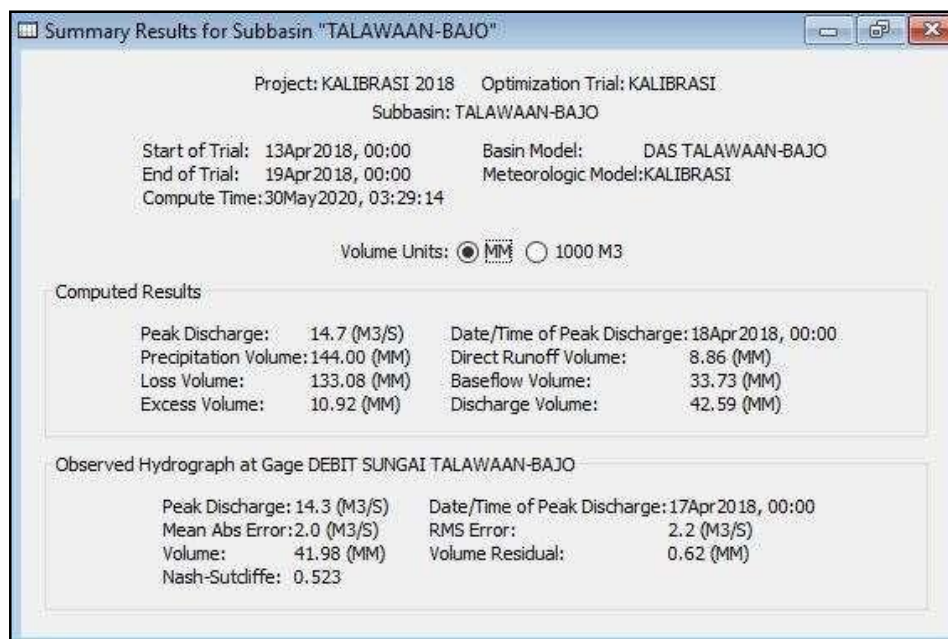 Summary Results for Subbasin "TALAWAAN-BAJO"
Project: KALIBRASI 2018 Optimization Trial: KALIBRASI
Subbasin: TALAWAAN-BAJO
Start of Trial: 13Apr2018, 00:00 Basin Model: DAS TALAWAAN-BAJO
End of Trial: 19Apr2018, 00:00 Meteorologic Model:KALIBRASI
Compute Time:30May2020, 03:29:14
Volume Units: MM 1000 M3
Computed Results
Peak Discharge: 14.7 (M3/S) Date/Time of Peak Discharge:18Apr2018, 00:00
Precipitation Volume:144.00 (MM) Direct Runoff Volume: 8.86 (MM)
Loss Volume: 133.08 (MM) Baseflow Volume: 33.73 (MM)
Excess Volume: 10.92 (MM) Discharge Volume: 42.59 (MM)
Observed Hydrograph at Gage DEBIT SUNGAI TALAWAAN-BAJO
Peak Discharge:14.3 (M3/S) Date/Time of Peak Discharge:17Apr2018, 00:00
Mean Abs Error:2.0 (M3/S) RMS Error: 2.2 (M3/S)
Volume: 41.98 (MM) Volume Residual: 0.62 (MM)
Nash-Sutcliffe: 0.523